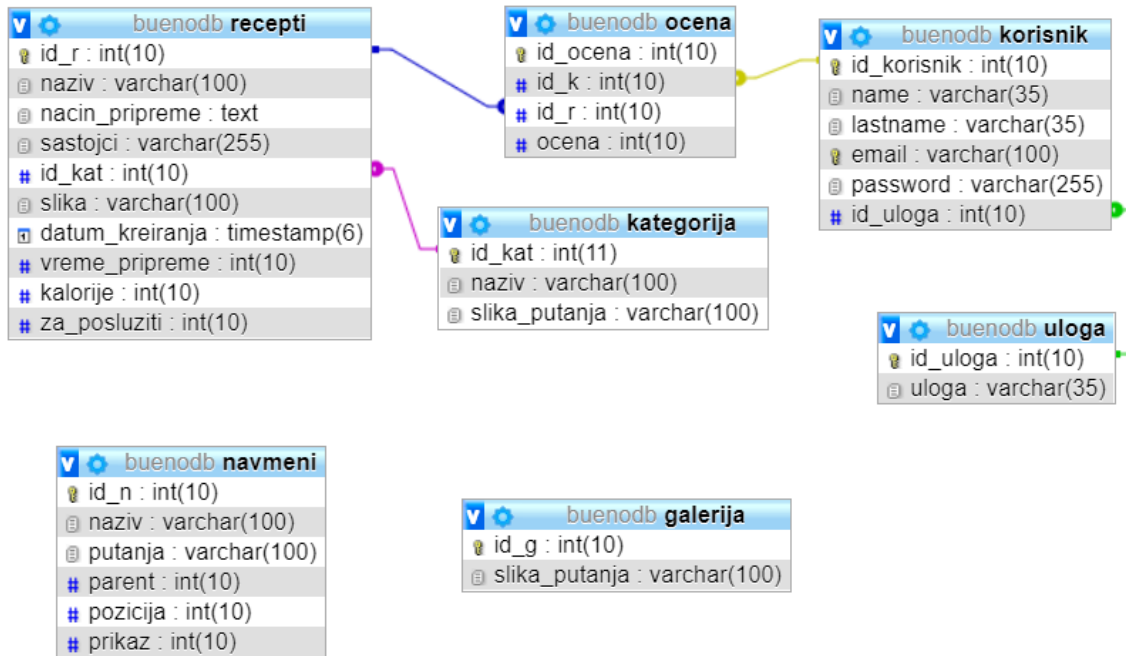 buenodb recepti
id_r : int(10)
naziv : varchar(100)
nacin_pripreme : text
sastojci : varchar(255)
id_kat : int(10)
slika : varchar(100)
datum_kreiranja : timestamp(6)
vreme_pripreme : int(10)
kalorije : int(10)
za_posluziti : int(10)
buenodb ocena
id_ocena : int(10)
id_k : int(10)
id_r : int(10)
ocena : int(10)
buenodb korisnik
id_korisnik : int(10)
name : varchar(35)
lastname : varchar(35)
email : varchar(100)
password : varchar(255)
id_uloga : int(10)
buenodb kategorija
id_kat : int(11)
naziv : varchar(100)
slika_putanja : varchar(100)
buenodb uloga
id_uloga : int(10)
uloga : varchar(35)
buenodb navmeni
id_n : int(10)
naziv : varchar(100)
putanja : varchar(100)
parent : int(10)
pozicija : int(10)
prikaz : int(10)
buenodb galerija
id_g : int(10)
slika_putanja : varchar(100)